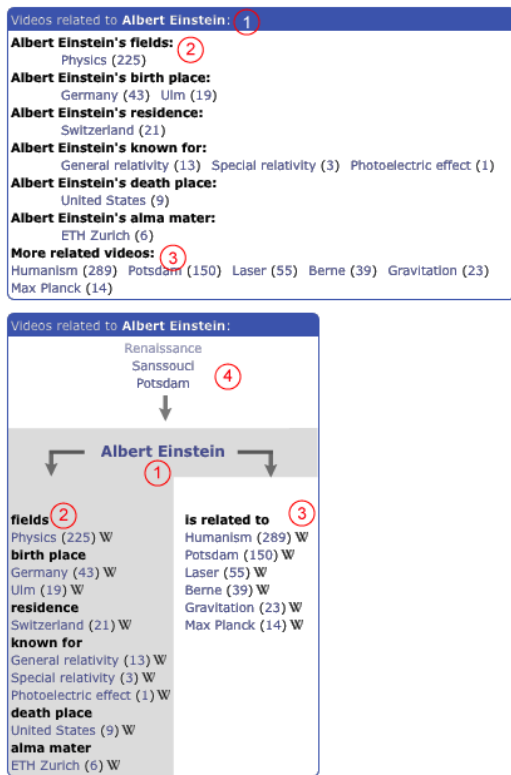 Videos related to Albert Einstein: 1
Albert Einstein's fields: 2
Physics (225)
Albert Einstein's birth place:
Germany (43) Ulm (19)
Albert Einstein's residence:
Switzerland (21)
Albert Einstein's known for:
General relativity (13) Special relativity (3) Photoelectric effect (1)
Albert Einstein's death place:
United States (9)
Albert Einstein's alma mater:
ETH Zurich (6)
More related videos: 3
Humanism (289) Potsdam (150) Laser (55) Berne (39) Gravitation (23)
Max Planck (14)
Videos related to Albert Einstein:
Renaissance
Sanssouci
Potsdam
4
Albert Einstein
1
fields 2
Physics (225) W
birth place
Germany (43) W
Ulm (19) W
residence
Switzerland (21) W
known for
General relativity (13) W
Special relativity (3) W
Photoelectric effect (1) W
death place
United States (9) W
alma mater
ETH Zurich (6) W
is related to 3
Humanism (289) W
Potsdam (150) W
Laser (55) W
Berne (39) W
Gravitation (23) W
Max Planck (14) W